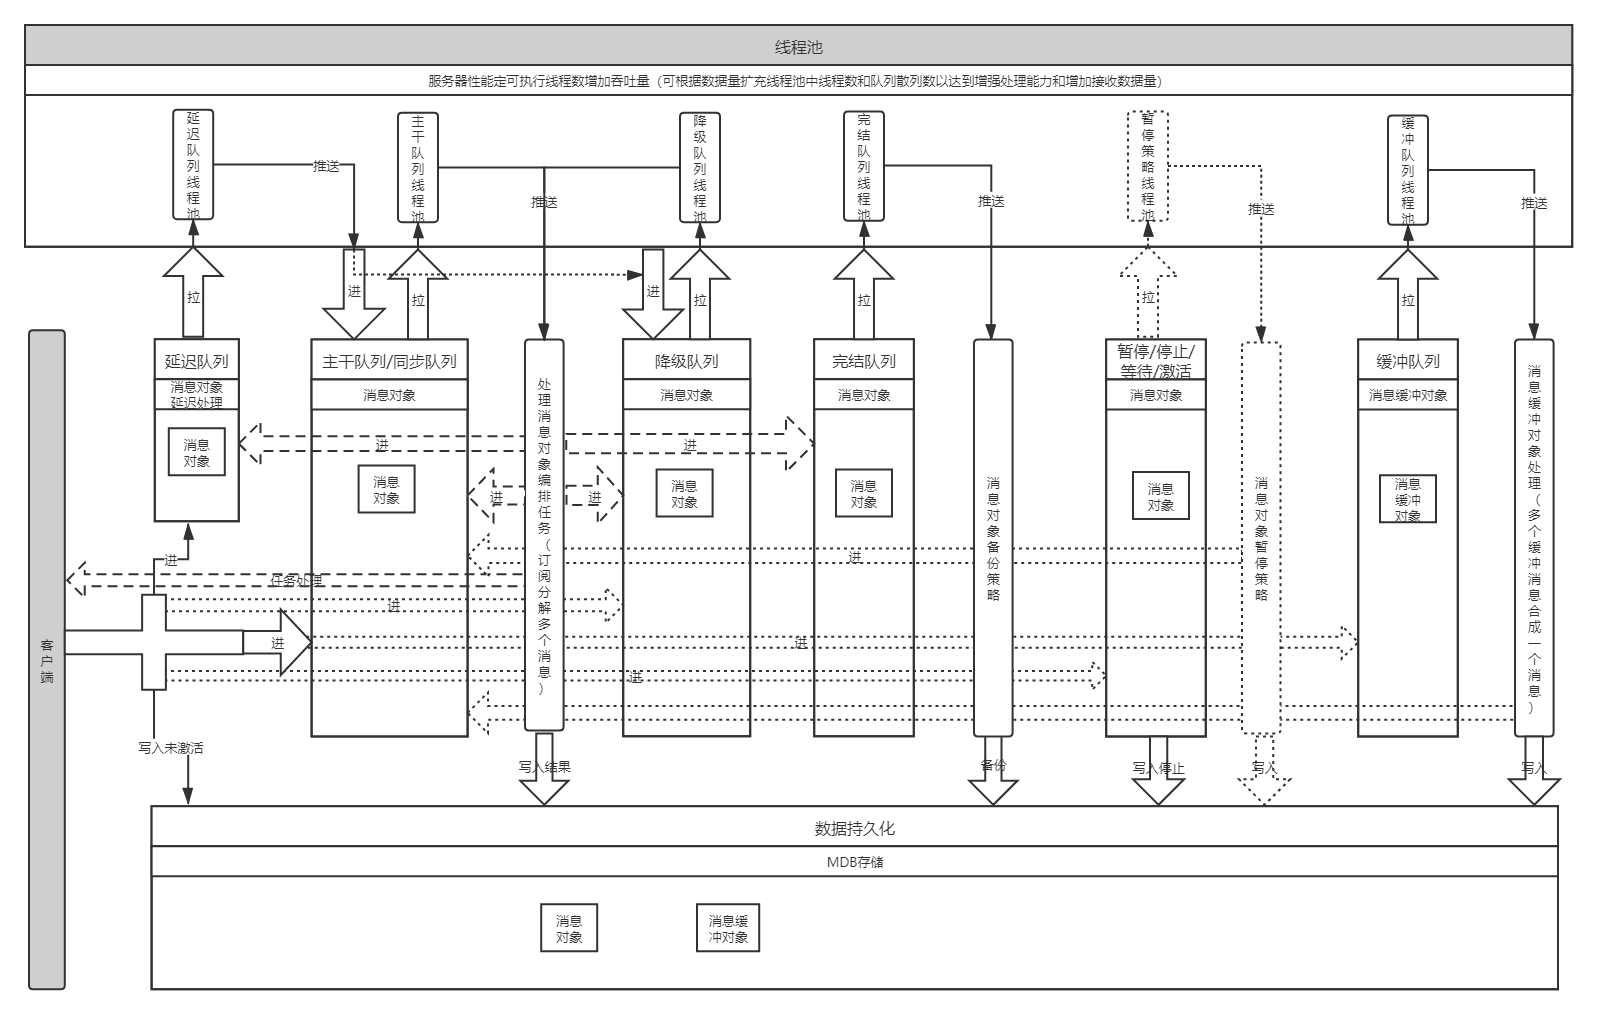 线程池
服务器性能定可执行线程数增加吞吐量（可根据数据量扩充线程池中线程数和队列散列数以达到增强处理能力和增加接收数据量）
延迟队列线程池
主干队列线程池
降级队列线程池
完结队列线程池
暂停策略线程池
缓冲队列线程池
推送
推送
推送
推送
推送
拉
进
拉
进
拉
拉
拉
拉
延迟队列
主干队列/同步队列
降级队列
完结队列
暂停/停止/
等待/激活
缓冲队列
消息对象
延迟处理
消息对象
消息对象
消息对象
消息对象
消息缓冲对象
处理消息对象编排任务（订阅分解多个消息）
消息对象备份策略
消息对象暂停策略
消息缓冲对象处理（多个缓冲消息合成一个消息）
进
进
消息
对象
消息
对象
消息
对象
消息
对象
消息
对象
消息
缓冲
对象
进
进
进
进
任务处理
进
客户端
进
进
进
写入未激活
写入结果
备份
写入停止
写入
写入
数据持久化
MDB存储
消息
对象
消息缓
冲对象